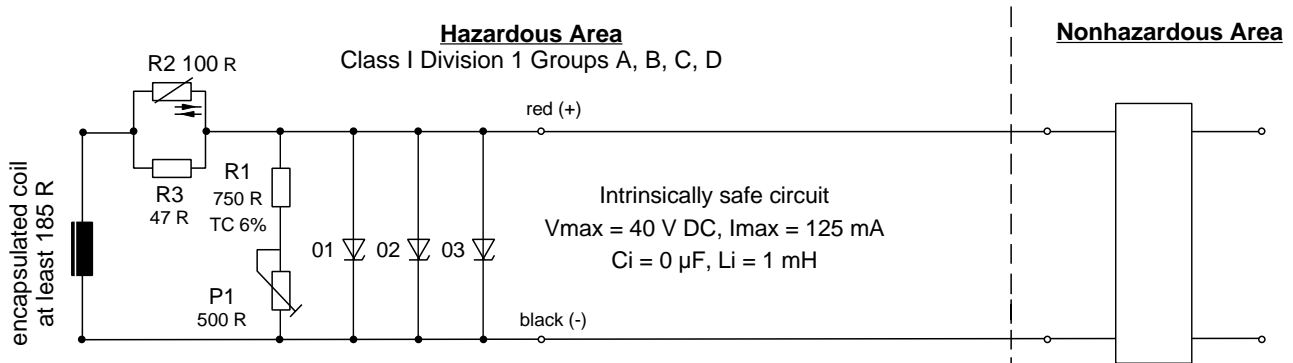 Hazardous Area
Class I Division 1 Groups A, B, C, D
Nonhazardous Area
R2 100 R
red (+)
R3
47 R
R1
750 R
TC 6%
encapsulated coil
at least 185 R
Intrinsically safe circuit
Vmax = 40 V DC, Imax = 125 mA
Ci = 0 µF, Li = 1 mH
01
02
03
P1
500 R
black (-)